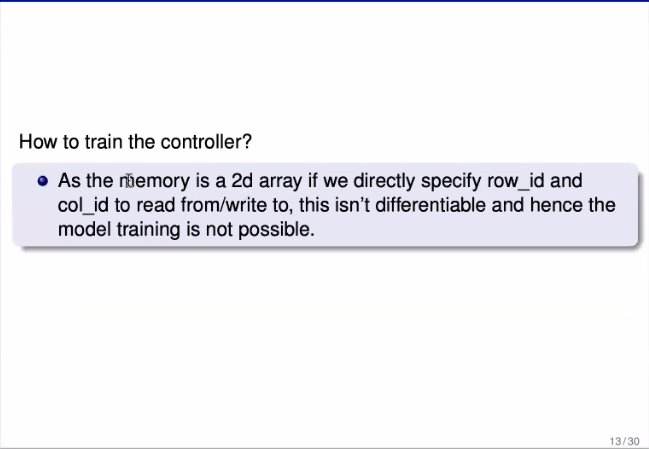 How to train the controller?
As the memory is a 2d array if we directly specify row_id and
col_id to read from/write to, this isn't differentiable and hence the
model training is not possible.
13/30